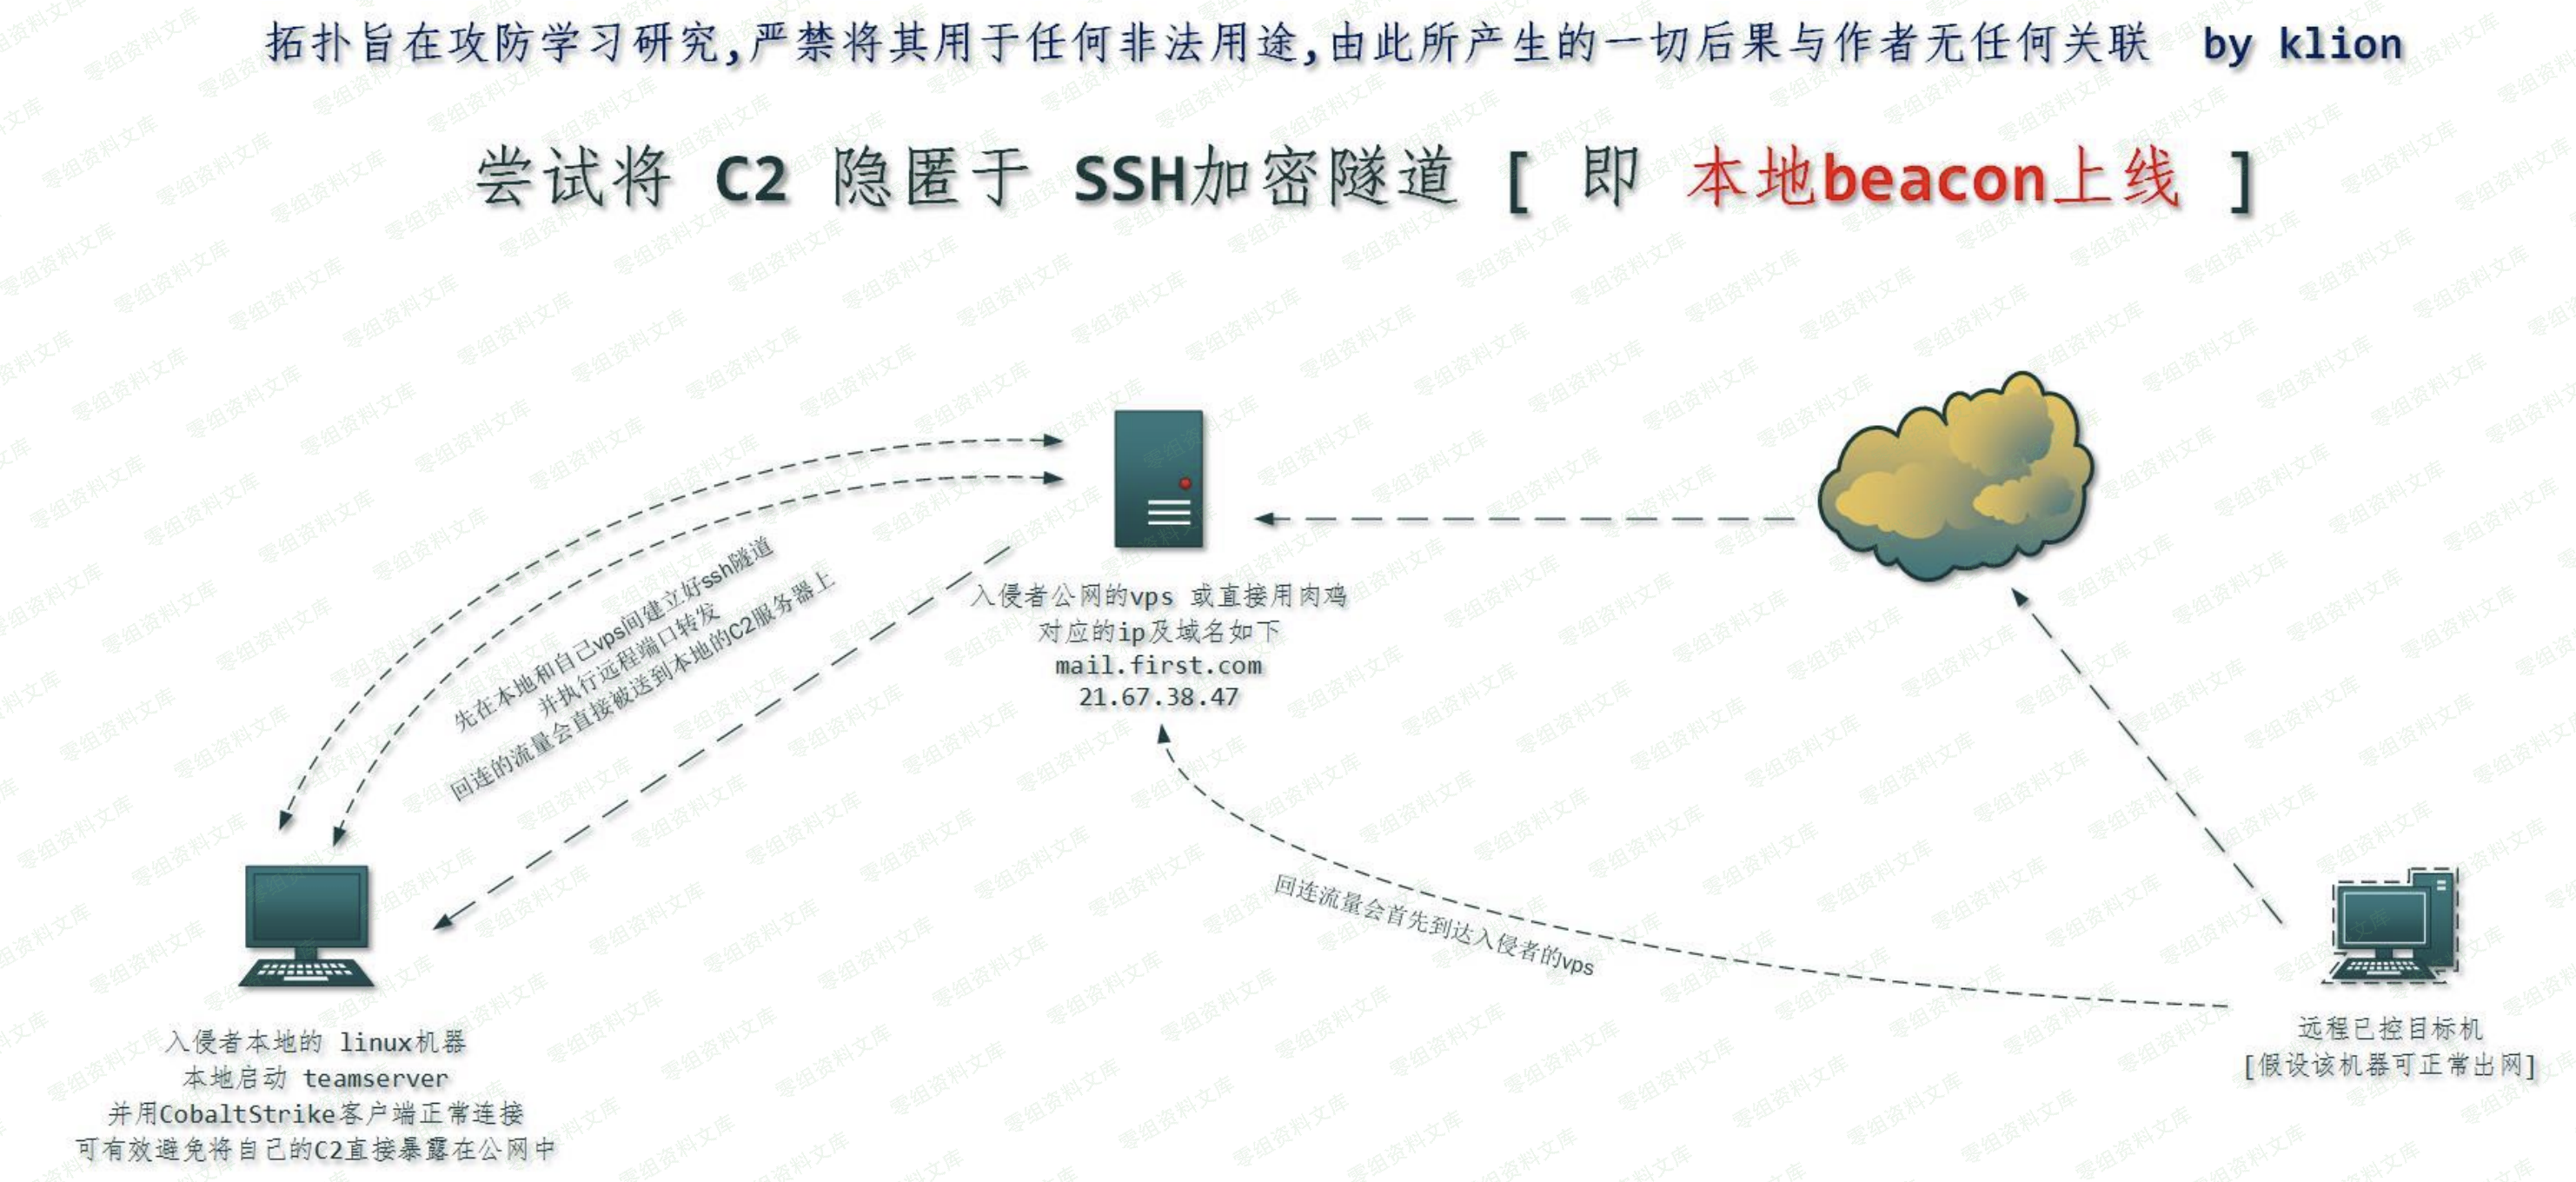 拓扑旨在攻防学习研究,严禁将其用于任何非法用途,由此所产生的一切后果与作者无任何关联 by klion
尝试将 C2 隐匿于 SSH加密隧道 [ 即 本地beacon上线 ]
先在本地和自己vps间建立好ssh隧道
并执行远程端口转发
回连的流量会直接被送到本地的C2服务器上
入侵者公网的vps 或直接用肉鸡
对应的ip及域名如下
mail.first.com
21.67.38.47
回连流量会首先到达入侵者的vps
入侵者本地的 linux机器
本地启动 teamserver
并用CobaltStrike客户端正常连接
可有效避免将自己的C2直接暴露在公网中
远程已控目标机
[假设该机器可正常出网]
零组资料文库